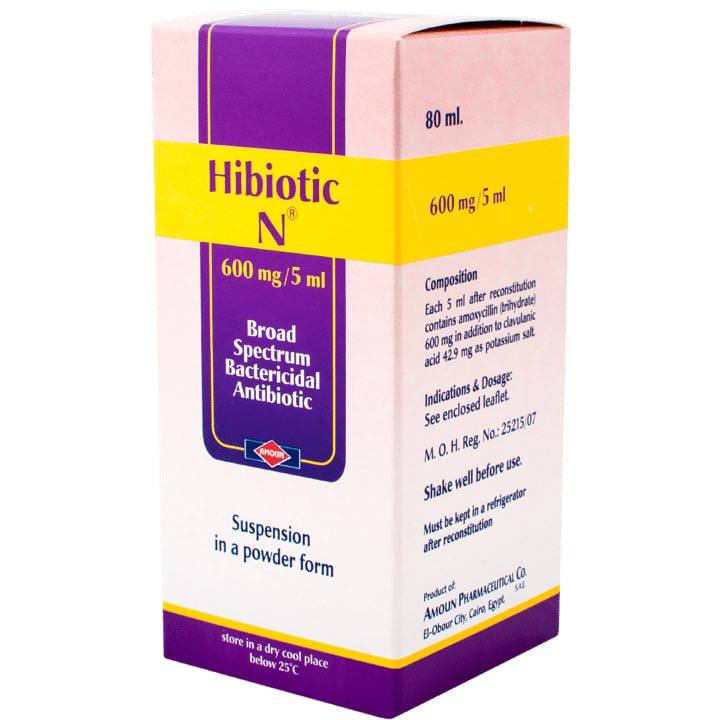 Hibiotic
N®
600 mg/5 ml
Broad
Spectrum
Bactericidal
Antibiotic
AMOUN
Suspension
in a powder form
store in a dry cool place
below 25°C
80 ml.
600 mg/5 ml
Composition
Each 5 ml after reconstitution
contains amoxycillin (trihydrate)
600 mg in addition to clavulanic
acid 42.9 mg as potassium salt.
Indications & Dosage:
See enclosed leaflet.
M. O. H. Reg. No.: 25215/07
Shake well before use.
Must be kept in a refrigerator
after reconstitution
Product of:
AMOUN PHARMACEUTICAL CO.
S.A.E.
El-Obour City, Cairo, Egypt.